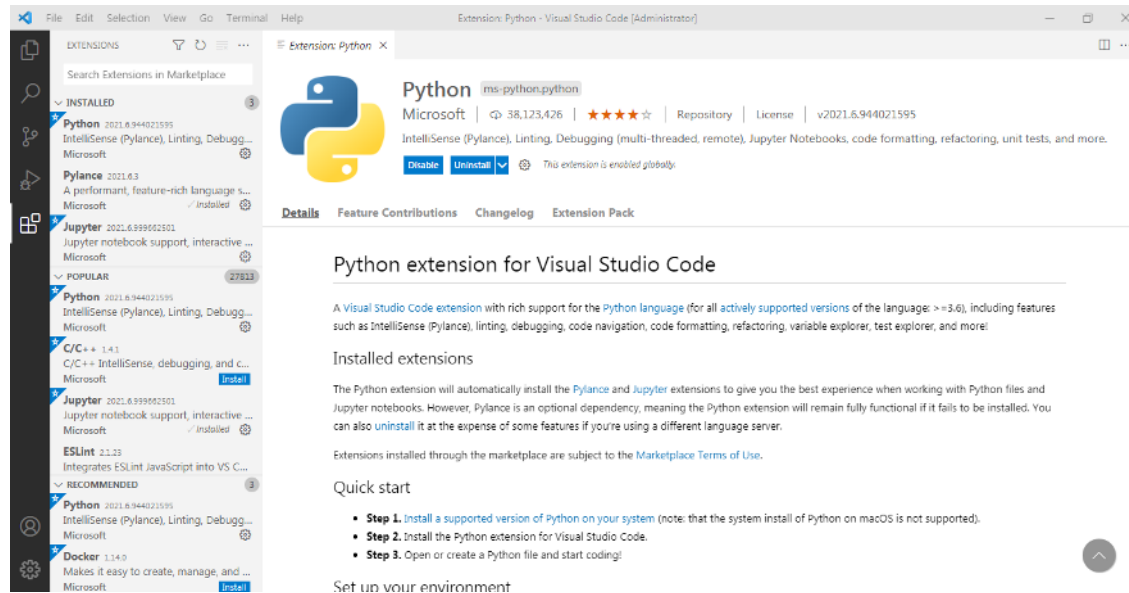 File Edit Selection View Go Terminal Help
Extension: Python - Visual Studio Code [Administrator]
EXTENSIONS
Search Extensions in Marketplace
INSTALLED 3
Python 2021.6.944021595
IntelliSense (Pylance), Linting, Debugg...
Microsoft
Pylance 2021.6.3
A performant, feature-rich language s...
Microsoft Installed
Jupyter 2021.6.999662501
Jupyter notebook support, interactive ...
Microsoft
POPULAR 27813
Python 2021.6.944021595
IntelliSense (Pylance), Linting, Debugg...
Microsoft
C/C++ 1.4.1
C/C++ IntelliSense, debugging, and c...
Microsoft Install
Jupyter 2021.6.999662501
Jupyter notebook support, interactive ...
Microsoft Installed
ESLint 2.1.23
Integrates ESLint JavaScript into VS C...
RECOMMENDED 3
Python 2021.6.944021595
IntelliSense (Pylance), Linting, Debugg...
Microsoft
Docker 1.14.0
Makes it easy to create, manage, and ...
Microsoft Install
Extension: Python
Python ms-python.python
Microsoft 38,123,426 Repository License v2021.6.944021595
IntelliSense (Pylance), Linting, Debugging (multi-threaded, remote), Jupyter Notebooks, code formatting, refactoring, unit tests, and more.
Disable Uninstall This extension is enabled globally.
Details Feature Contributions Changelog Extension Pack
Python extension for Visual Studio Code
A Visual Studio Code extension with rich support for the Python language (for all actively supported versions of the language: >=3.6), including features
such as IntelliSense (Pylance), linting, debugging, code navigation, code formatting, refactoring, variable explorer, test explorer, and more!
Installed extensions
The Python extension will automatically install the Pylance and Jupyter extensions to give you the best experience when working with Python files and
Jupyter notebooks. However, Pylance is an optional dependency, meaning the Python extension will remain fully functional if it fails to be installed. You
can also uninstall it at the expense of some features if you're using a different language server.
Extensions installed through the marketplace are subject to the Marketplace Terms of Use.
Quick start
• Step 1. Install a supported version of Python on your system (note: that the system install of Python on macOS is not supported).
• Step 2. Install the Python extension for Visual Studio Code.
• Step 3. Open or create a Python file and start coding!
Set up your environment